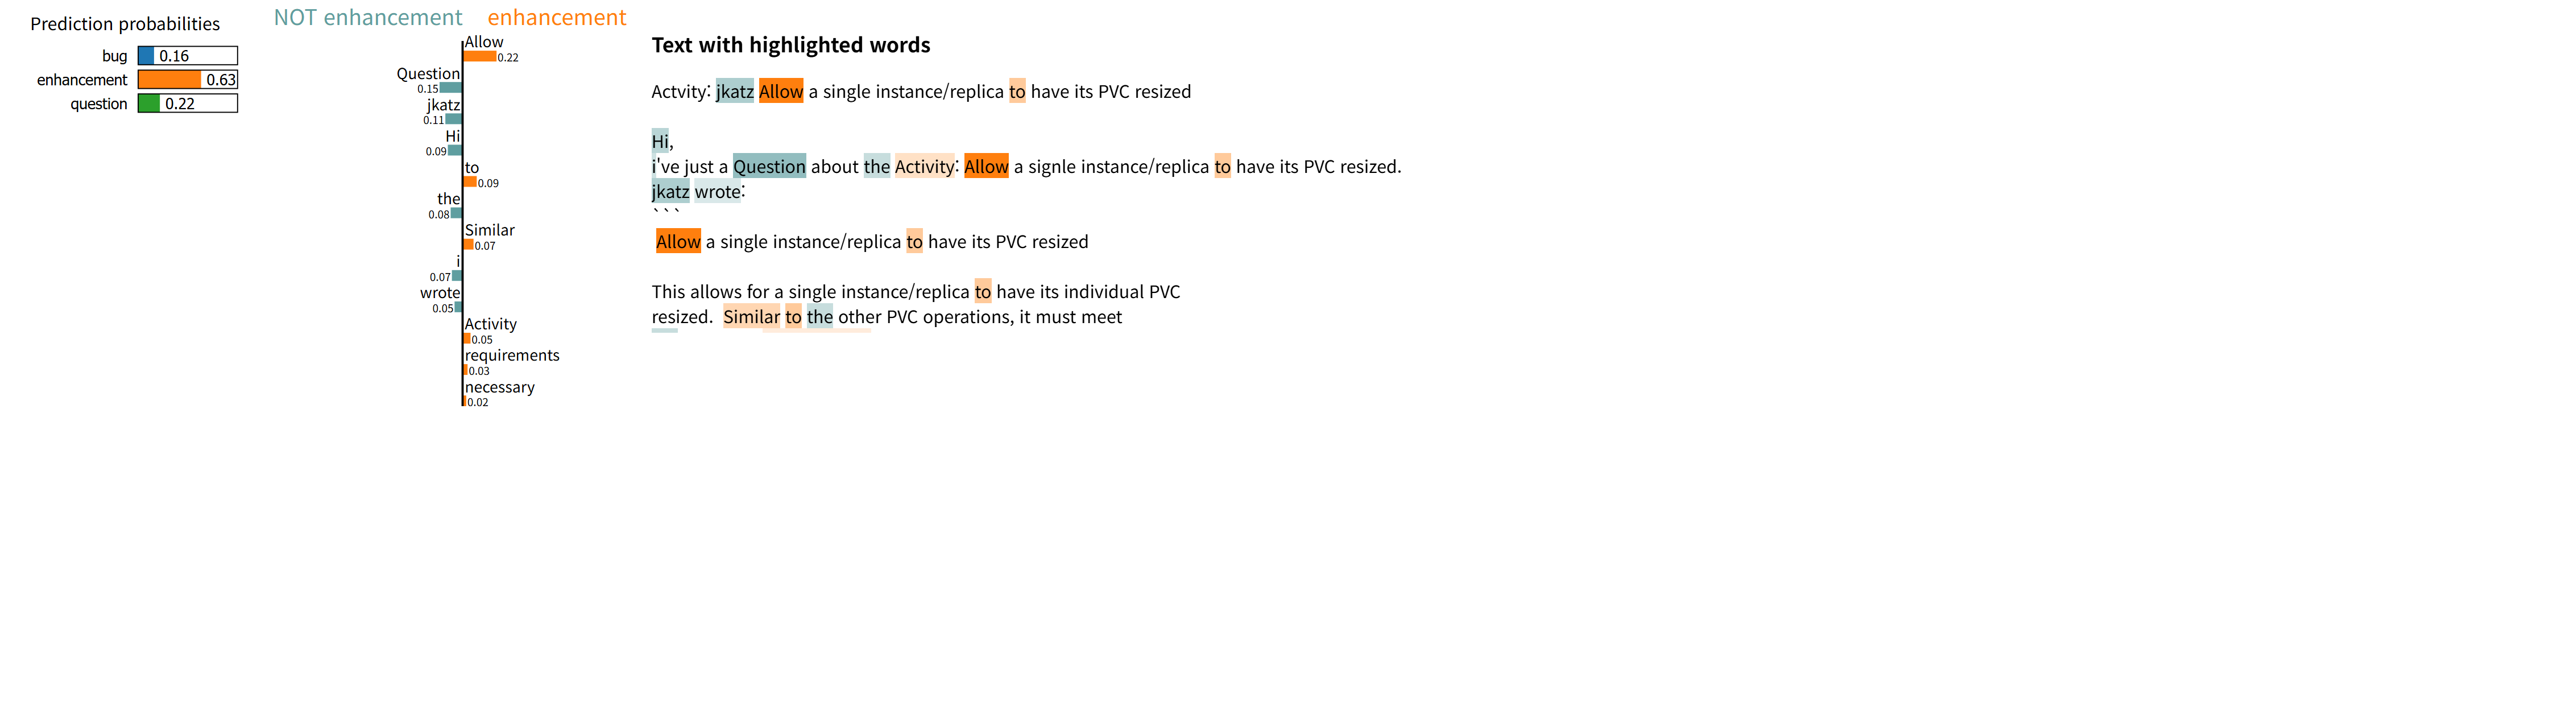 Prediction probabilities
bug 0.16
enhancement 0.63
question 0.22
NOT enhancement enhancement
Allow
0.22
Question
0.15
jkatz
0.11
Hi
0.09
to
0.09
the
0.08
Similar
0.07
i
0.07
wrote
0.05
Activity
0.05
requirements
0.03
necessary
0.02
Text with highlighted words
Actvity: jkatz Allow a single instance/replica to have its PVC resized
Hi,
i've just a Question about the Activity: Allow a signle instance/replica to have its PVC resized.
jkatz wrote:
```
Allow a single instance/replica to have its PVC resized
This allows for a single instance/replica to have its individual PVC
resized. Similar to the other PVC operations, it must meet